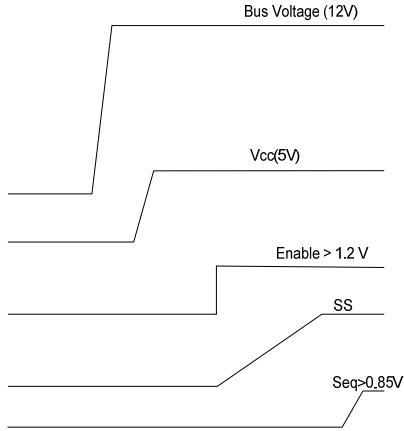 Bus Voltage (12V)
Vcc(5V)
Enable > 1.2 V
SS
Seq>0.85V